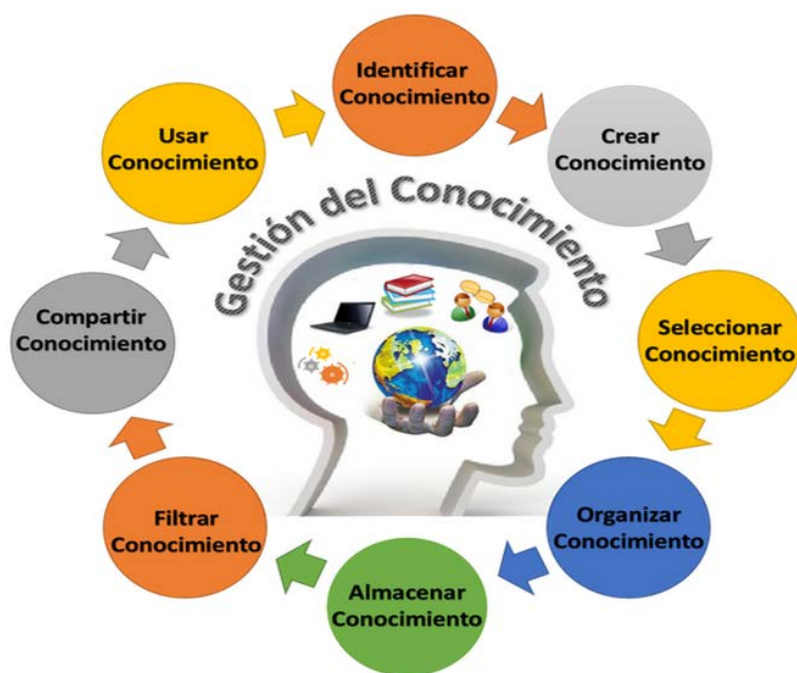 Identificar
Conocimiento
Crear
Conocimiento
Seleccionar
Conocimiento
Organizar
Conocimiento
Almacenar
Conocimiento
Filtrar
Conocimiento
Compartir
Conocimiento
Usar
Conocimiento
Gestión del Conocimiento